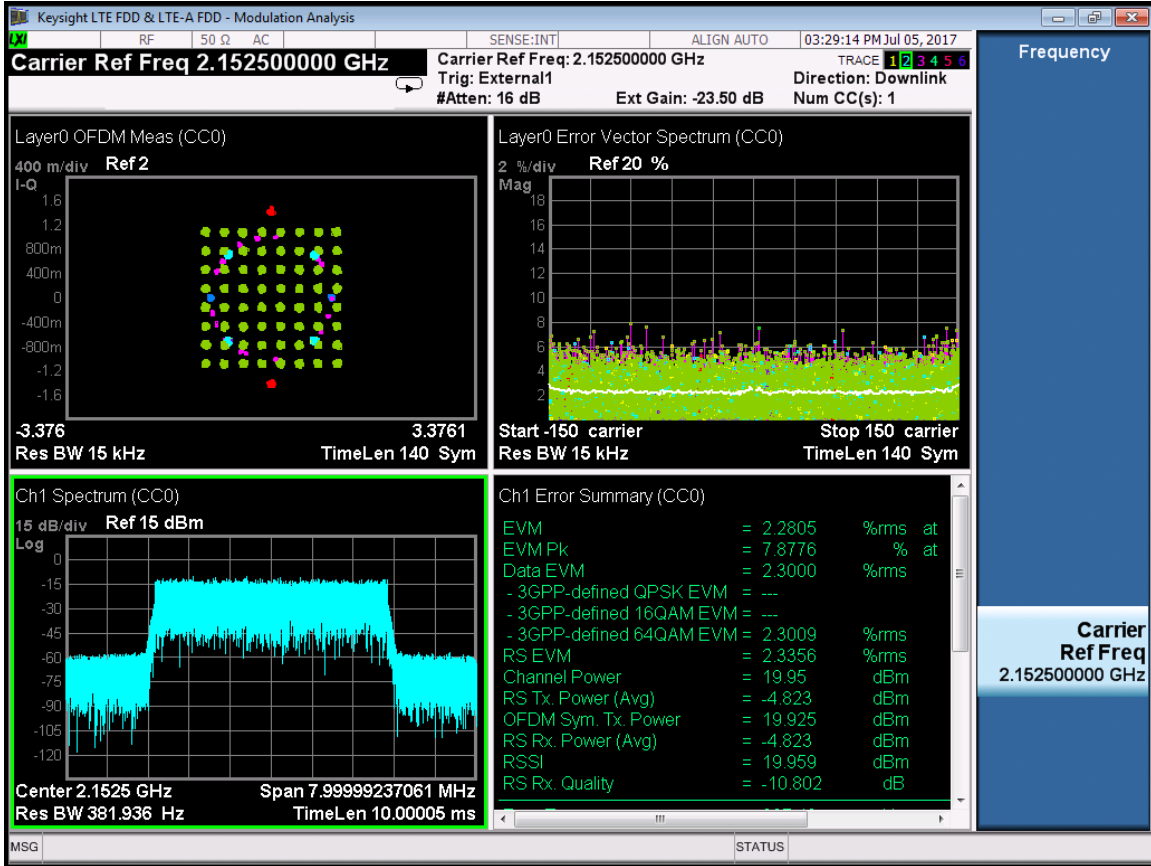 Keysight LTE FDD & LTE-A FDD - Modulation Analysis
LXI RF 50 Ω AC SENSE:INT ALIGN AUTO 03:29:14 PM Jul 05, 2017
Carrier Ref Freq 2.152500000 GHz
Carrier Ref Freq: 2.152500000 GHz
Trig: External1
#Atten: 16 dB Ext Gain: -23.50 dB
TRACE 1 2 3 4 5 6
Direction: Downlink
Num CC(s): 1
Layer0 OFDM Meas (CC0)
400 m/div Ref 2
I-Q
1.6
1.2
800m
400m
0
-400m
-800m
-1.2
-1.6
-3.376 3.3761
Res BW 15 kHz TimeLen 140 Sym
Layer0 Error Vector Spectrum (CC0)
2 %/div Ref 20 %
Mag
18
16
14
12
10
8
6
4
2
Start -150 carrier Stop 150 carrier
Res BW 15 kHz TimeLen 140 Sym
Ch1 Spectrum (CC0)
15 dB/div Ref 15 dBm
Log
0
-15
-30
-45
-60
-75
-90
-105
-120
Center 2.1525 GHz Span 7.99999237061 MHz
Res BW 381.936 Hz TimeLen 10.00005 ms
Ch1 Error Summary (CC0)
EVM = 2.2805 %rms at
EVM Pk = 7.8776 % at
Data EVM = 2.3000 %rms
- 3GPP-defined QPSK EVM = ---
- 3GPP-defined 16QAM EVM = ---
- 3GPP-defined 64QAM EVM = 2.3009 %rms
RS EVM = 2.3356 %rms
Channel Power = 19.95 dBm
RS Tx. Power (Avg) = -4.823 dBm
OFDM Sym. Tx. Power = 19.925 dBm
RS Rx. Power (Avg) = -4.823 dBm
RSSI = 19.959 dBm
RS Rx. Quality = -10.802 dB
Frequency
Carrier
Ref Freq
2.152500000 GHz
MSG STATUS